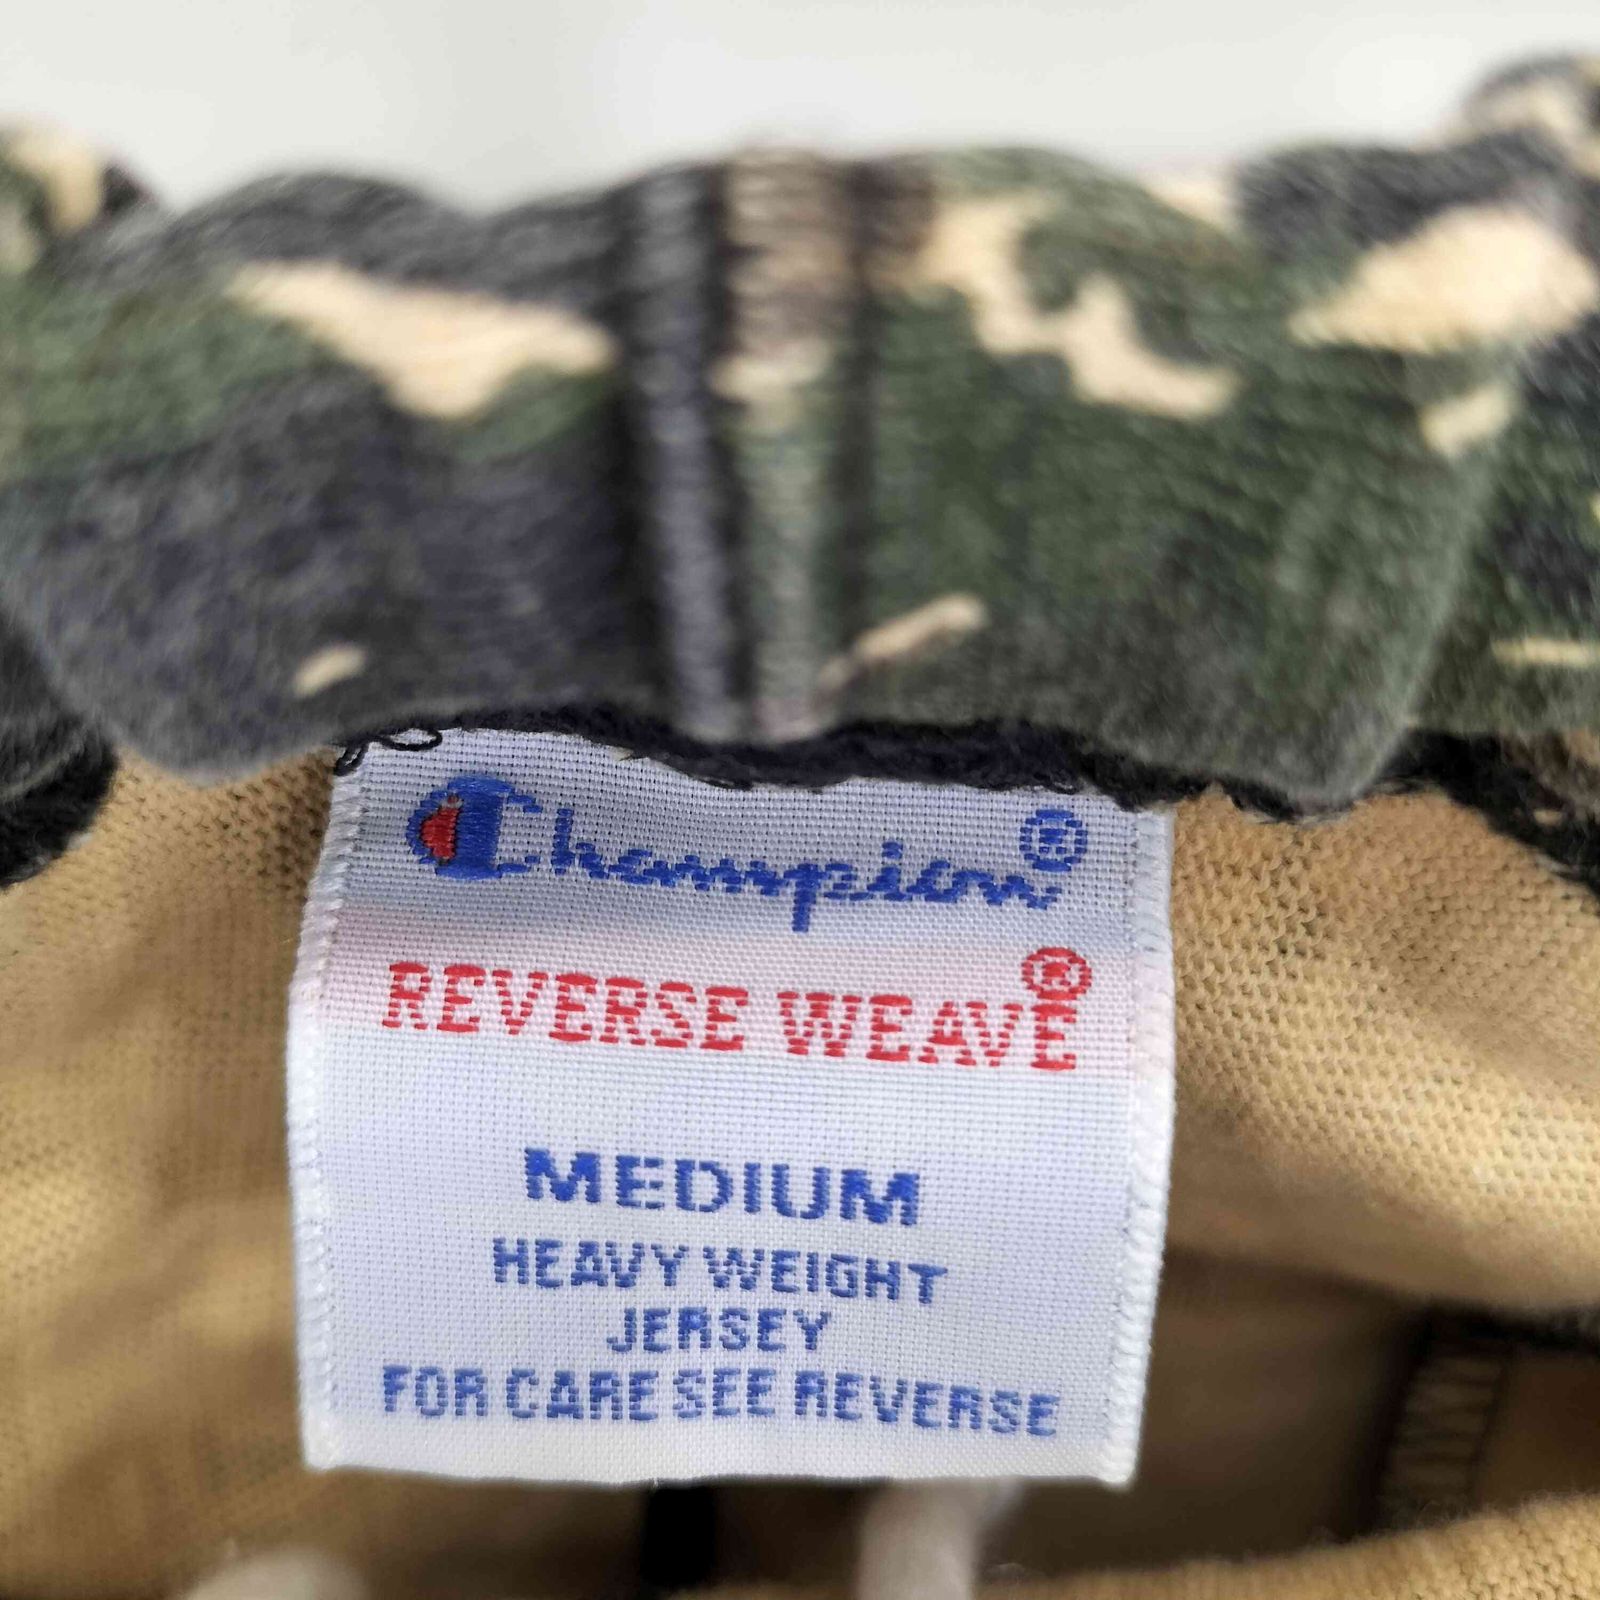 Champion®
REVERSE WEAVE®
MEDIUM
HEAVY WEIGHT
JERSEY
FOR CARE SEE REVERSE